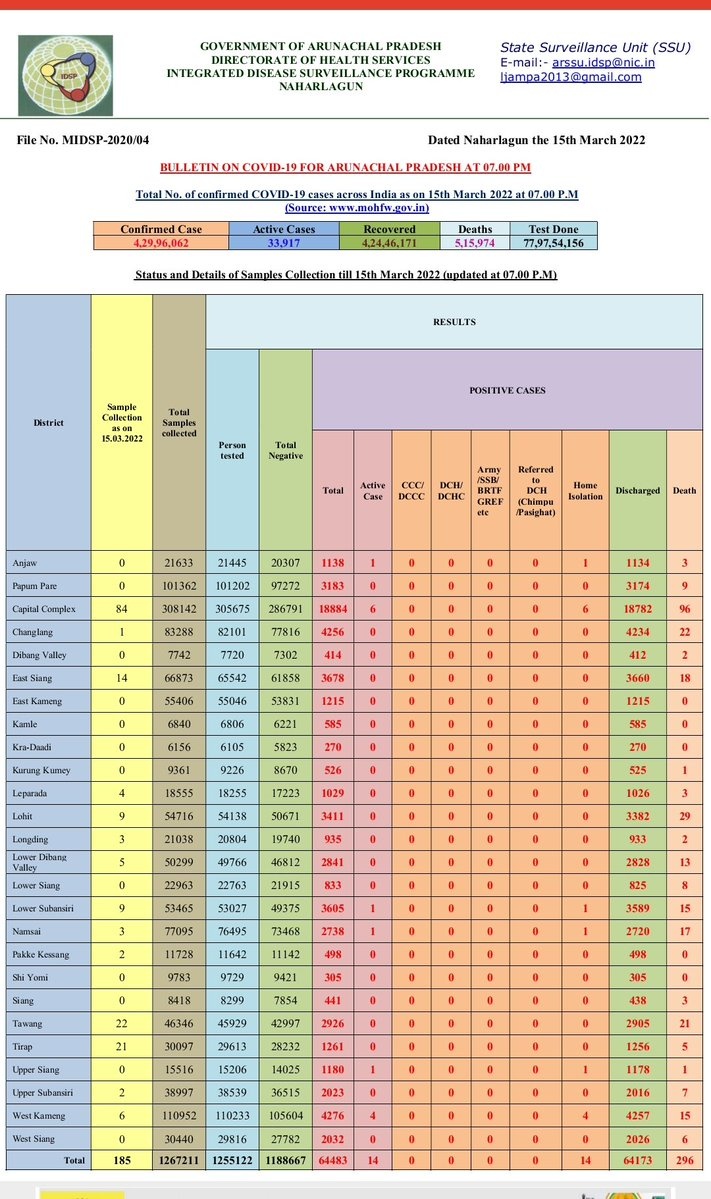 IDSP
GOVERNMENT OF ARUNACHAL PRADESH
DIRECTORATE OF HEALTH SERVICES
INTEGRATED DISEASE SURVEILLANCE PROGRAMME
NAHARLAGUN
State Surveillance Unit (SSU)
E-mail:- arssu.idsp@nic.in
ljampa2013@gmail.com
File No. MIDSP-2020/04 Dated Naharlagun the 15th March 2022
BULLETIN ON COVID-19 FOR ARUNACHAL PRADESH AT 07.00 PM
Total No. of confirmed COVID-19 cases across India as on 15th March 2022 at 07.00 P.M
(Source: www.mohfw.gov.in)
Confirmed Case Active Cases Recovered Deaths Test Done
4,29,96,062 33,917 4,24,46,171 5,15,974 77,97,54,156
Status and Details of Samples Collection till 15th March 2022 (updated at 07.00 P.M)
District
Sample
Collection
as on
15.03.2022
Total
Samples
collected
RESULTS
Person
tested
Total
Negative
POSITIVE CASES
Total
Active
Case
CCC/
DCCC
DCH/
DCHC
Army
/SSB/
BRTF
GREF
etc
Referred
to
DCH
(Chimpu
/Pasighat)
Home
Isolation
Discharged
Death
Anjaw 0 21633 21445 20307 1138 1 0 0 0 0 1 1134 3
Papum Pare 0 101362 101202 97272 3183 0 0 0 0 0 0 3174 9
Capital Complex 84 308142 305675 286791 18884 6 0 0 0 0 6 18782 96
Changlang 1 83288 82101 77816 4256 0 0 0 0 0 0 4234 22
Dibang Valley 0 7742 7720 7302 414 0 0 0 0 0 0 412 2
East Siang 14 66873 65542 61858 3678 0 0 0 0 0 0 3660 18
East Kameng 0 55406 55046 53831 1215 0 0 0 0 0 0 1215 0
Kamle 0 6840 6806 6221 585 0 0 0 0 0 0 585 0
Kra-Daadi 0 6156 6105 5823 270 0 0 0 0 0 0 270 0
Kurung Kumey 0 9361 9226 8670 526 0 0 0 0 0 0 525 1
Leparada 4 18555 18255 17223 1029 0 0 0 0 0 0 1026 3
Lohit 9 54716 54138 50671 3411 0 0 0 0 0 0 3382 29
Longding 3 21038 20804 19740 935 0 0 0 0 0 0 933 2
Lower Dibang
Valley 5 50299 49766 46812 2841 0 0 0 0 0 0 2828 13
Lower Siang 0 22963 22763 21915 833 0 0 0 0 0 0 825 8
Lower Subansiri 9 53465 53027 49375 3605 1 0 0 0 0 1 3589 15
Namsai 3 77095 76495 73468 2738 1 0 0 0 0 1 2720 17
Pakke Kessang 2 11728 11642 11142 498 0 0 0 0 0 0 498 0
Shi Yomi 0 9783 9729 9421 305 0 0 0 0 0 0 305 0
Siang 0 8418 8299 7854 441 0 0 0 0 0 0 438 3
Tawang 22 46346 45929 42997 2926 0 0 0 0 0 0 2905 21
Tirap 21 30097 29613 28232 1261 0 0 0 0 0 0 1256 5
Upper Siang 0 15516 15206 14025 1180 1 0 0 0 0 1 1178 1
Upper Subansiri 2 38997 38539 36515 2023 0 0 0 0 0 0 2016 7
West Kameng 6 110952 110233 105604 4276 4 0 0 0 0 4 4257 15
West Siang 0 30440 29816 27782 2032 0 0 0 0 0 0 2026 6
Total 185 1267211 1255122 1188667 64483 14 0 0 0 0 14 64173 296